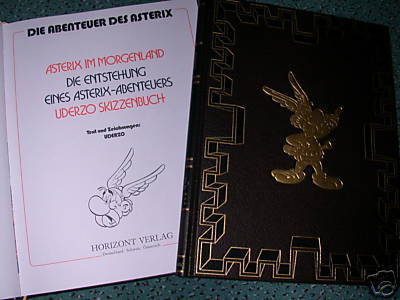 DIE ABENTEUER DES ASTERIX
ASTERIX IM MORGENLAND
DIE ENTSTEHUNG
EINES ASTERIX-ABENTEUERS
UDERZO SKIZZENBUCH
Text und Zeichnungen:
UDERZO
HORIZONT VERLAG
Deutschland · Schweiz · Österreich